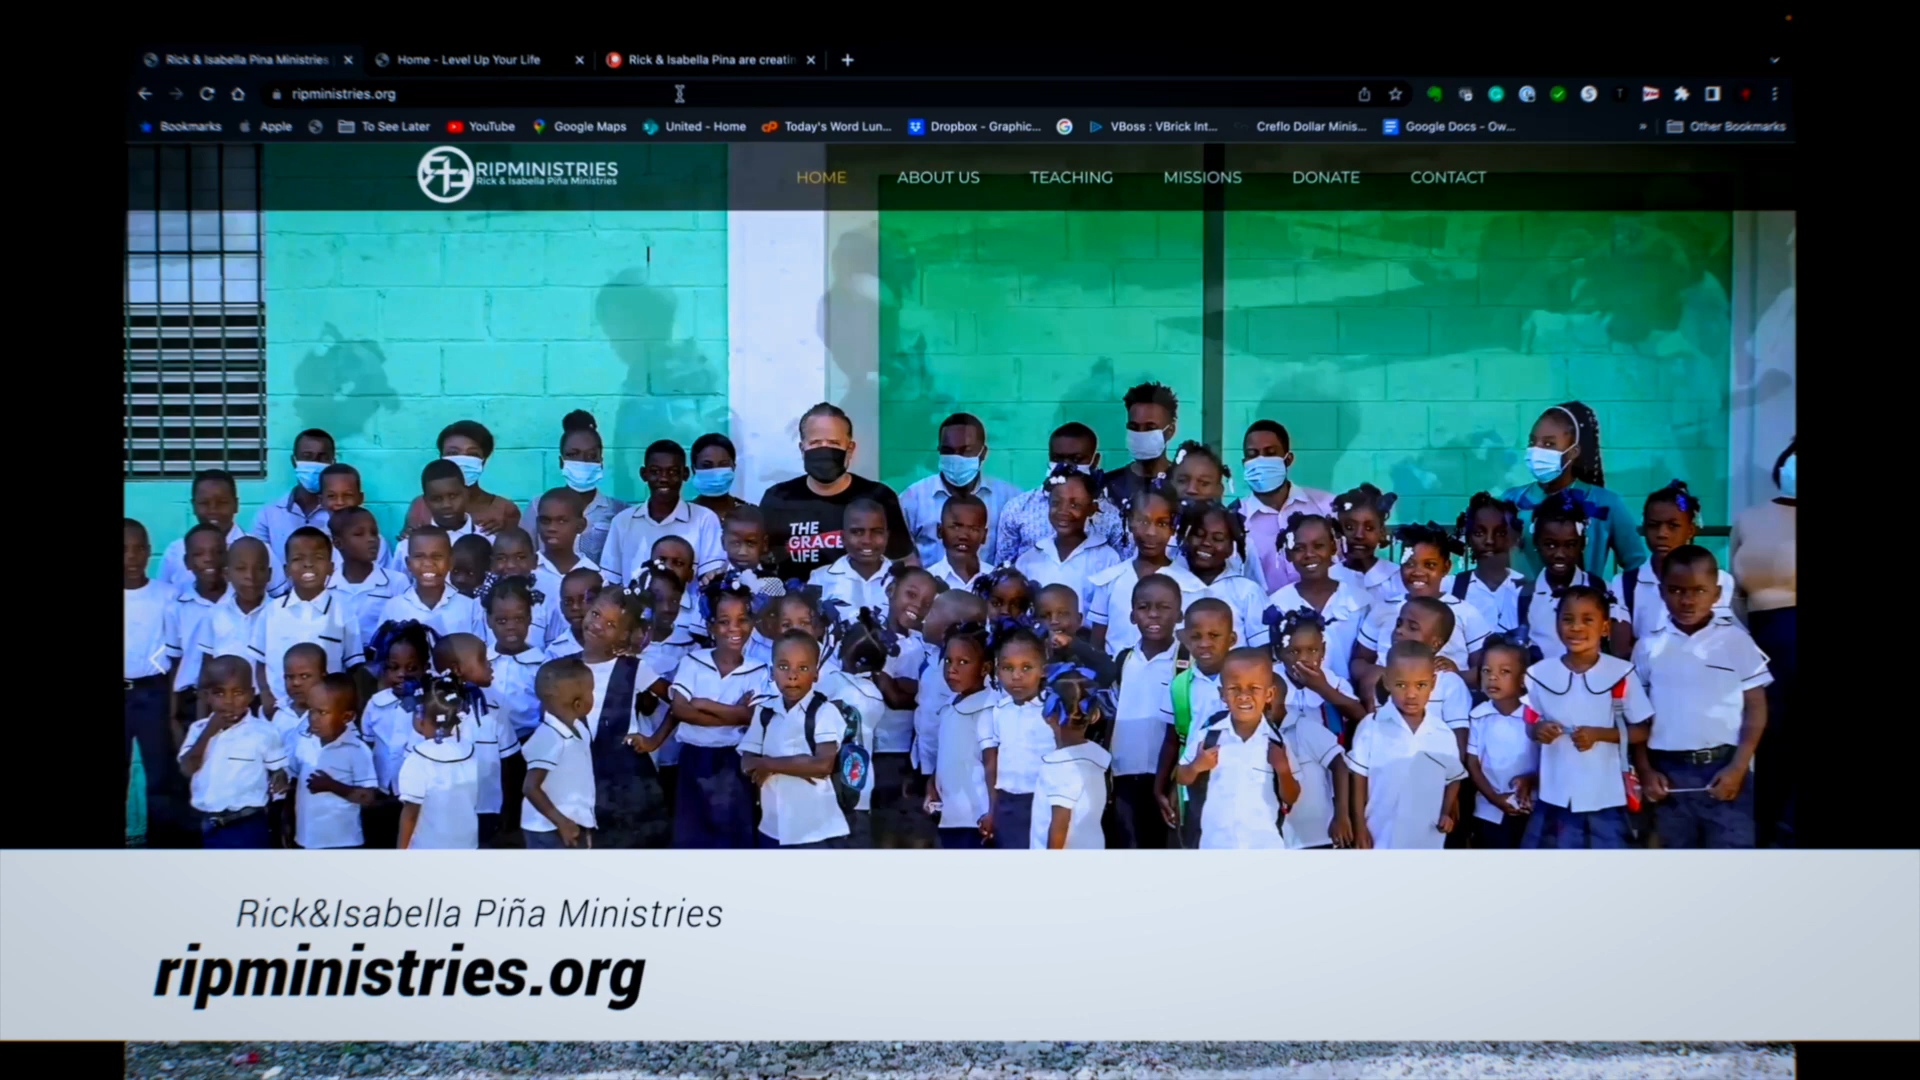 Rick & Isabella Pina Ministries
Home - Level Up Your Life
Rick & Isabella Pina are creatin
ripministries.org
Bookmarks
Apple
To See Later
YouTube
Google Maps
United - Home
Today's Word Lun...
Dropbox - Graphic...
VBoss : VBrick Int...
Creflo Dollar Minis...
Google Docs - Ow...
»
Other Bookmarks
RIPMINISTRIES
Rick & Isabella Piña Ministries
HOME
ABOUT US
TEACHING
MISSIONS
DONATE
CONTACT
THE
GRACE
LIFE
Rick&Isabella Piña Ministries
ripministries.org